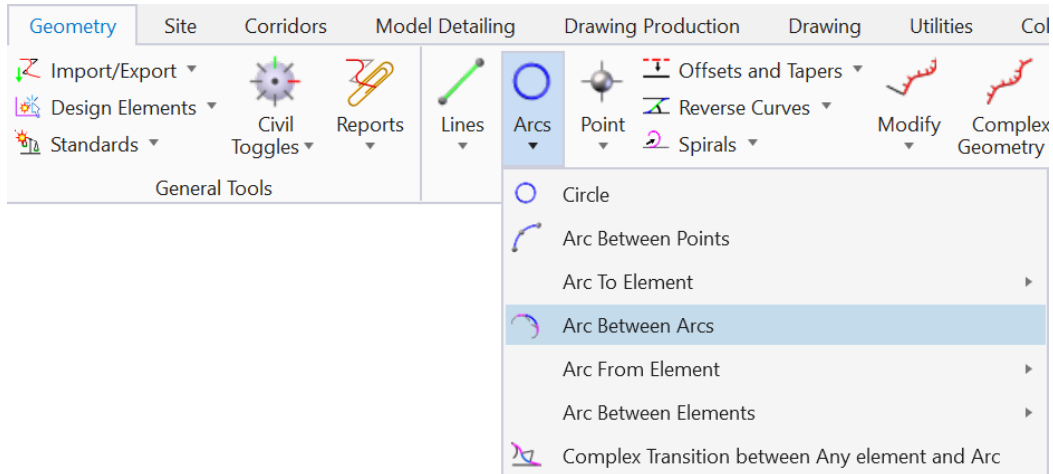 Geometry Site Corridors Model Detailing Drawing Production Drawing Utilities Col
Import/Export
Design Elements
Standards
Civil
Toggles
Reports
Lines
Arcs
Point
Offsets and Tapers
Reverse Curves
Spirals
Modify
Complex
Geometry
General Tools
Circle
Arc Between Points
Arc To Element
Arc Between Arcs
Arc From Element
Arc Between Elements
Complex Transition between Any element and Arc